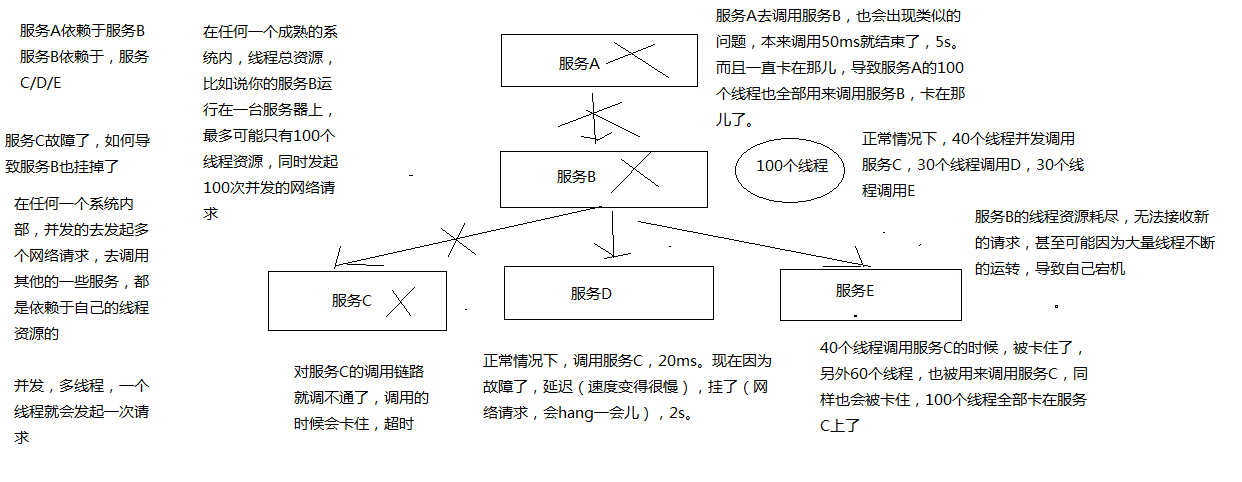 服务A依赖于服务B
服务B依赖于，服务
C/D/E
服务C故障了，如何导
致服务B也挂掉了
在任何一个系统内
部，并发的去发起多
个网络请求，去调用
其他的一些服务，都
是依赖于自己的线程
资源的
并发，多线程，一个
线程就会发起一次请
求
在任何一个成熟的系
统内，线程总资源，
比如说你的服务B运
行在一台服务器上，
最多可能只有100个
线程资源，同时发起
100次并发的网络请
求
服务A
服务B
服务C
服务D
服务E
服务A去调用服务B，也会出现类似的
问题，本来调用50ms就结束了，5s。
而且一直卡在那儿，导致服务A的100
个线程也全部用来调用服务B，卡在那
儿了。
100个线程
正常情况下，40个线程并发调用
服务C，30个线程调用D，30个线
程调用E
服务B的线程资源耗尽，无法接收新
的请求，甚至可能因为大量线程不断
的运转，导致自己宕机
对服务C的调用链路
就调不通了，调用的
时候会卡住，超时
正常情况下，调用服务C，20ms。现在因为
故障了，延迟（速度变得很慢），挂了（网
络请求，会hang一会儿），2s。
40个线程调用服务C的时候，被卡住了，
另外60个线程，也被用来调用服务C，同
样也会被卡住，100个线程全部卡在服务
C上了